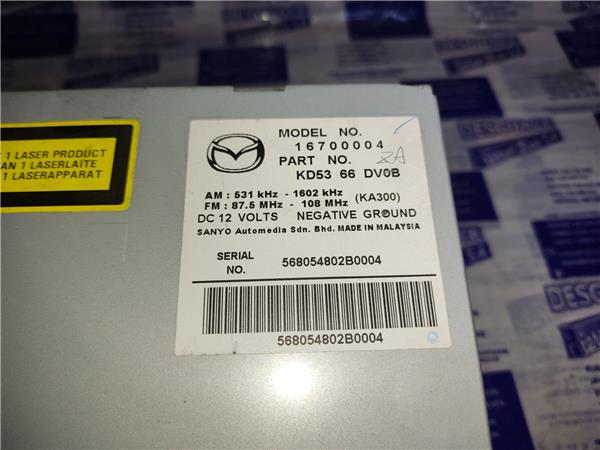 1 LASER PRODUCT
AN 1 LASERLAITE
1 LASERAPPARAT
MODEL NO.
16700004
PART NO.
KD53 66 DV0B
AM : 531 kHz - 1602 kHz
FM : 87.5 MHz - 108 MHz (KA300)
DC 12 VOLTS NEGATIVE GROUND
SANYO Automedia Sdn. Bhd. MADE IN MALAYSIA
SERIAL NO. 568054802B0004
568054802B0004